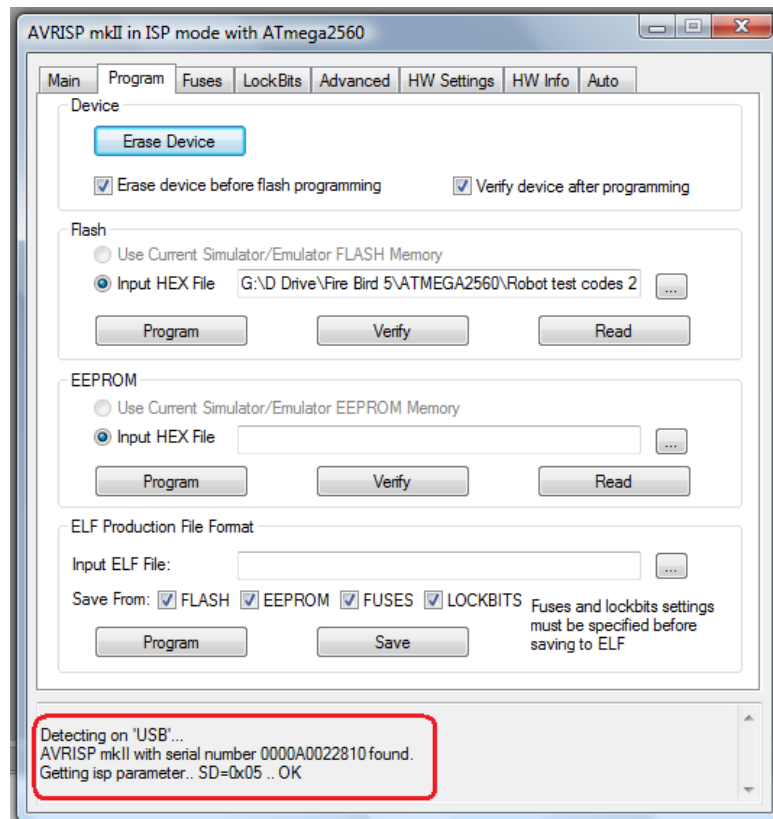 AVRISP mkII in ISP mode with ATmega2560
Main Program Fuses LockBits Advanced HW Settings HW Info Auto
Device
Erase Device
Erase device before flash programming Verify device after programming
Flash
Use Current Simulator/Emulator FLASH Memory
Input HEX File G:\D Drive\Fire Bird 5\ATMEGA2560\Robot test codes 2 ...
Program Verify Read
EEPROM
Use Current Simulator/Emulator EEPROM Memory
Input HEX File ...
Program Verify Read
ELF Production File Format
Input ELF File: ...
Save From: FLASH EEPROM FUSES LOCKBITS Fuses and lockbits settings
must be specified before
Program Save saving to ELF
Detecting on 'USB'...
AVRISP mkII with serial number 0000A0022810 found.
Getting isp parameter.. SD=0x05 .. OK